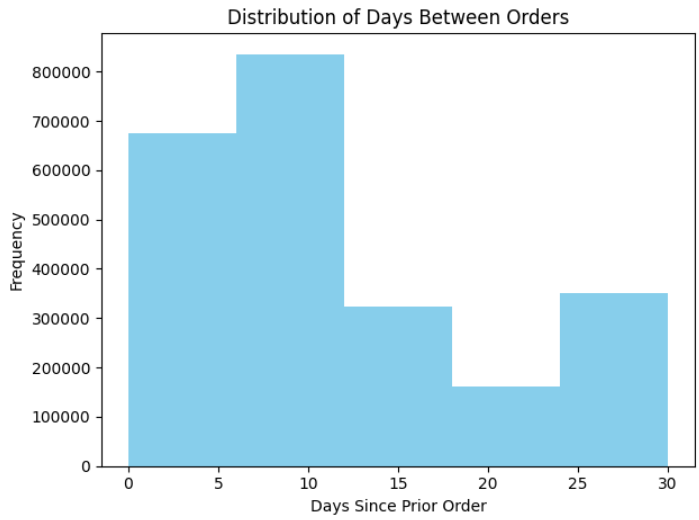 Distribution of Days Between Orders
800000
700000
600000
500000
400000
300000
200000
100000
0
Frequency
0 5 10 15 20 25 30
Days Since Prior Order